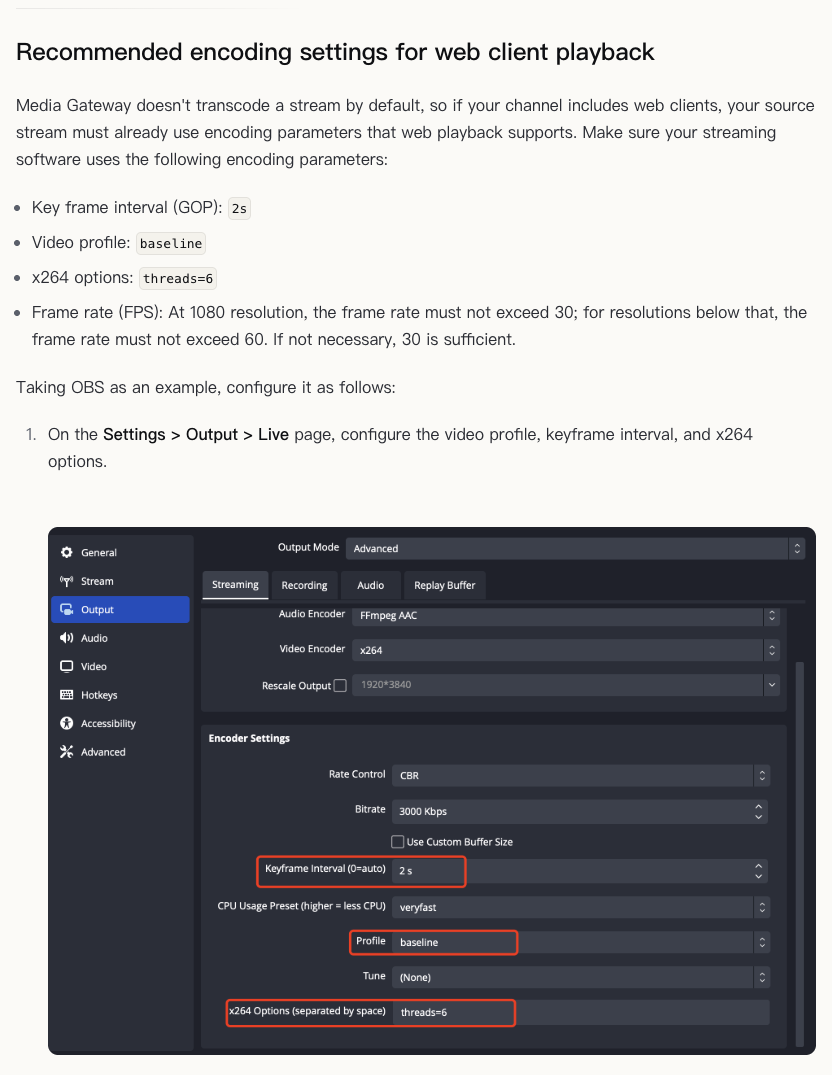 Recommended encoding settings for web client playback
Media Gateway doesn't transcode a stream by default, so if your channel includes web clients, your source
stream must already use encoding parameters that web playback supports. Make sure your streaming
software uses the following encoding parameters:
Key frame interval (GOP): 2s
Video profile: baseline
x264 options: threads=6
Frame rate (FPS): At 1080 resolution, the frame rate must not exceed 30; for resolutions below that, the
frame rate must not exceed 60. If not necessary, 30 is sufficient.
Taking OBS as an example, configure it as follows:
1. On the Settings > Output > Live page, configure the video profile, keyframe interval, and x264
options.
General
Stream
Output
Audio
Video
Hotkeys
Accessibility
Advanced
Output Mode Advanced
Streaming Recording Audio Replay Buffer
Audio Encoder FFmpeg AAC
Video Encoder x264
Rescale Output 1920*3840
Encoder Settings
Rate Control CBR
Bitrate 3000 Kbps
Use Custom Buffer Size
Keyframe Interval (0=auto) 2 s
CPU Usage Preset (higher = less CPU) veryfast
Profile baseline
Tune (None)
x264 Options (separated by space) threads=6